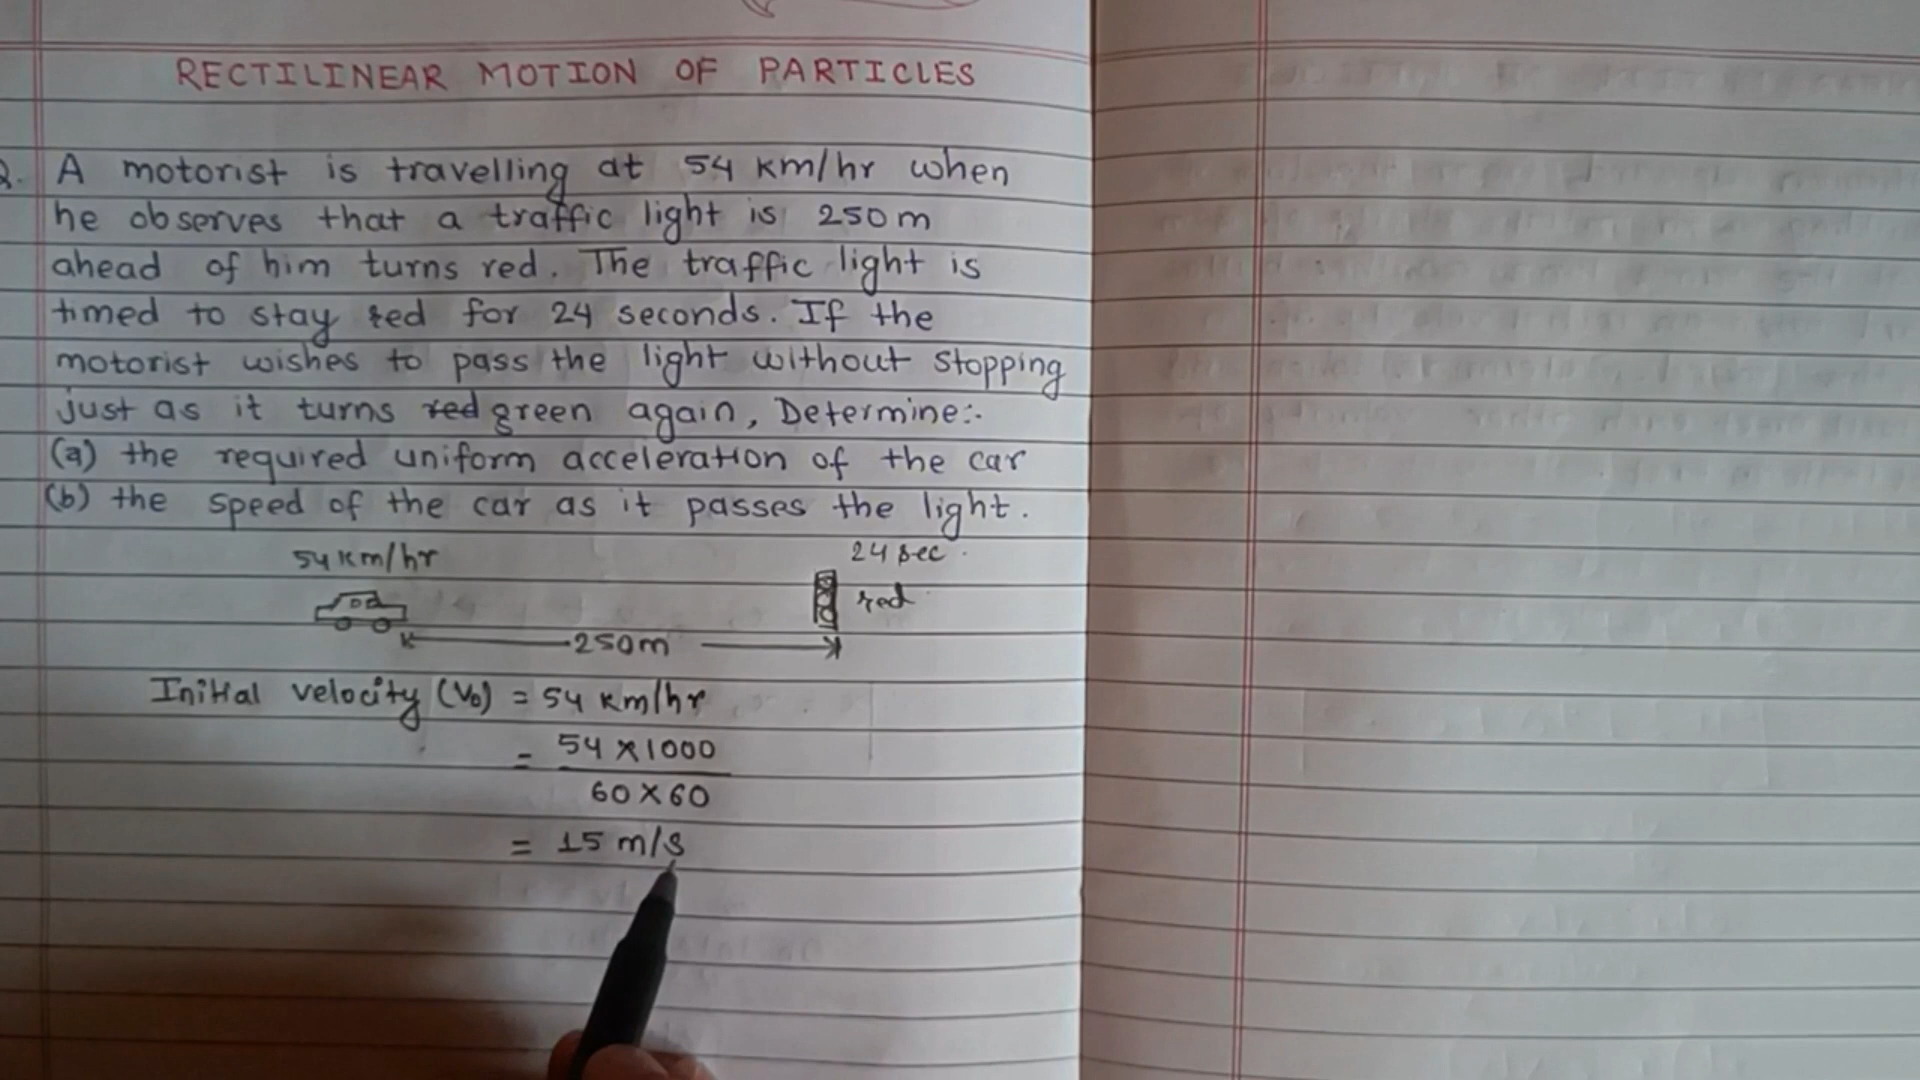 RECTILINEAR MOTION OF PARTICLES
A motorist is travelling at 54 km/hr when
he observes that a traffic light is 250m
ahead of him turns red. The traffic light is
timed to stay red for 24 seconds. If the
motorist wishes to pass the light without stopping
just as it turns red green again, Determine:-
(a) the required uniform acceleration of the car
(b) the speed of the car as it passes the light.
54 km/hr
24 sec.
red
250m
Initial velocity (V₀) = 54 km/hr
= 54 × 1000
60 × 60
= 15 m/s